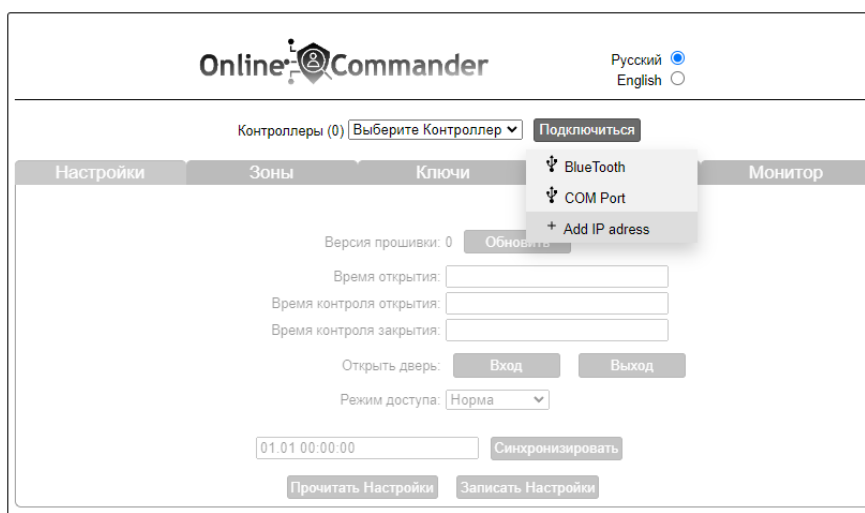 Online Commander
Русский
English
Контроллеры (0) Выберите Контроллер Подключиться
BlueTooth
COM Port
+ Add IP adress
Настройки Зоны Ключи Монитор
Версия прошивки: 0 Обновить
Время открытия:
Время контроля открытия:
Время контроля закрытия:
Открыть дверь: Вход Выход
Режим доступа: Норма
01.01 00:00:00 Синхронизировать
Прочитать Настройки Записать Настройки